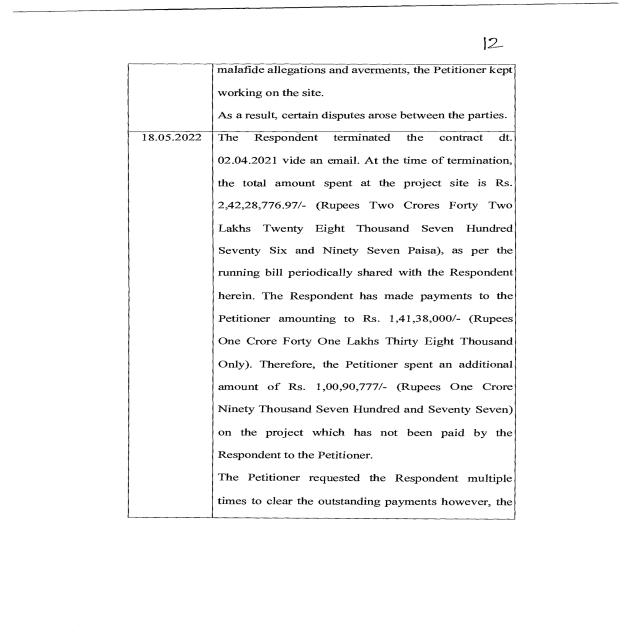 12
malafide allegations and averments, the Petitioner kept
working on the site.
As a result, certain disputes arose between the parties.
18.05.2022 The Respondent terminated the contract dt.
02.04.2021 vide an email. At the time of termination,
the total amount spent at the project site is Rs.
2,42,28,776.97/- (Rupees Two Crores Forty Two
Lakhs Twenty Eight Thousand Seven Hundred
Seventy Six and Ninety Seven Paisa), as per the
running bill periodically shared with the Respondent
herein. The Respondent has made payments to the
Petitioner amounting to Rs. 1,41,38,000/- (Rupees
One Crore Forty One Lakhs Thirty Eight Thousand
Only). Therefore, the Petitioner spent an additional
amount of Rs. 1,00,90,777/- (Rupees One Crore
Ninety Thousand Seven Hundred and Seventy Seven)
on the project which has not been paid by the
Respondent to the Petitioner.
The Petitioner requested the Respondent multiple
times to clear the outstanding payments however, the